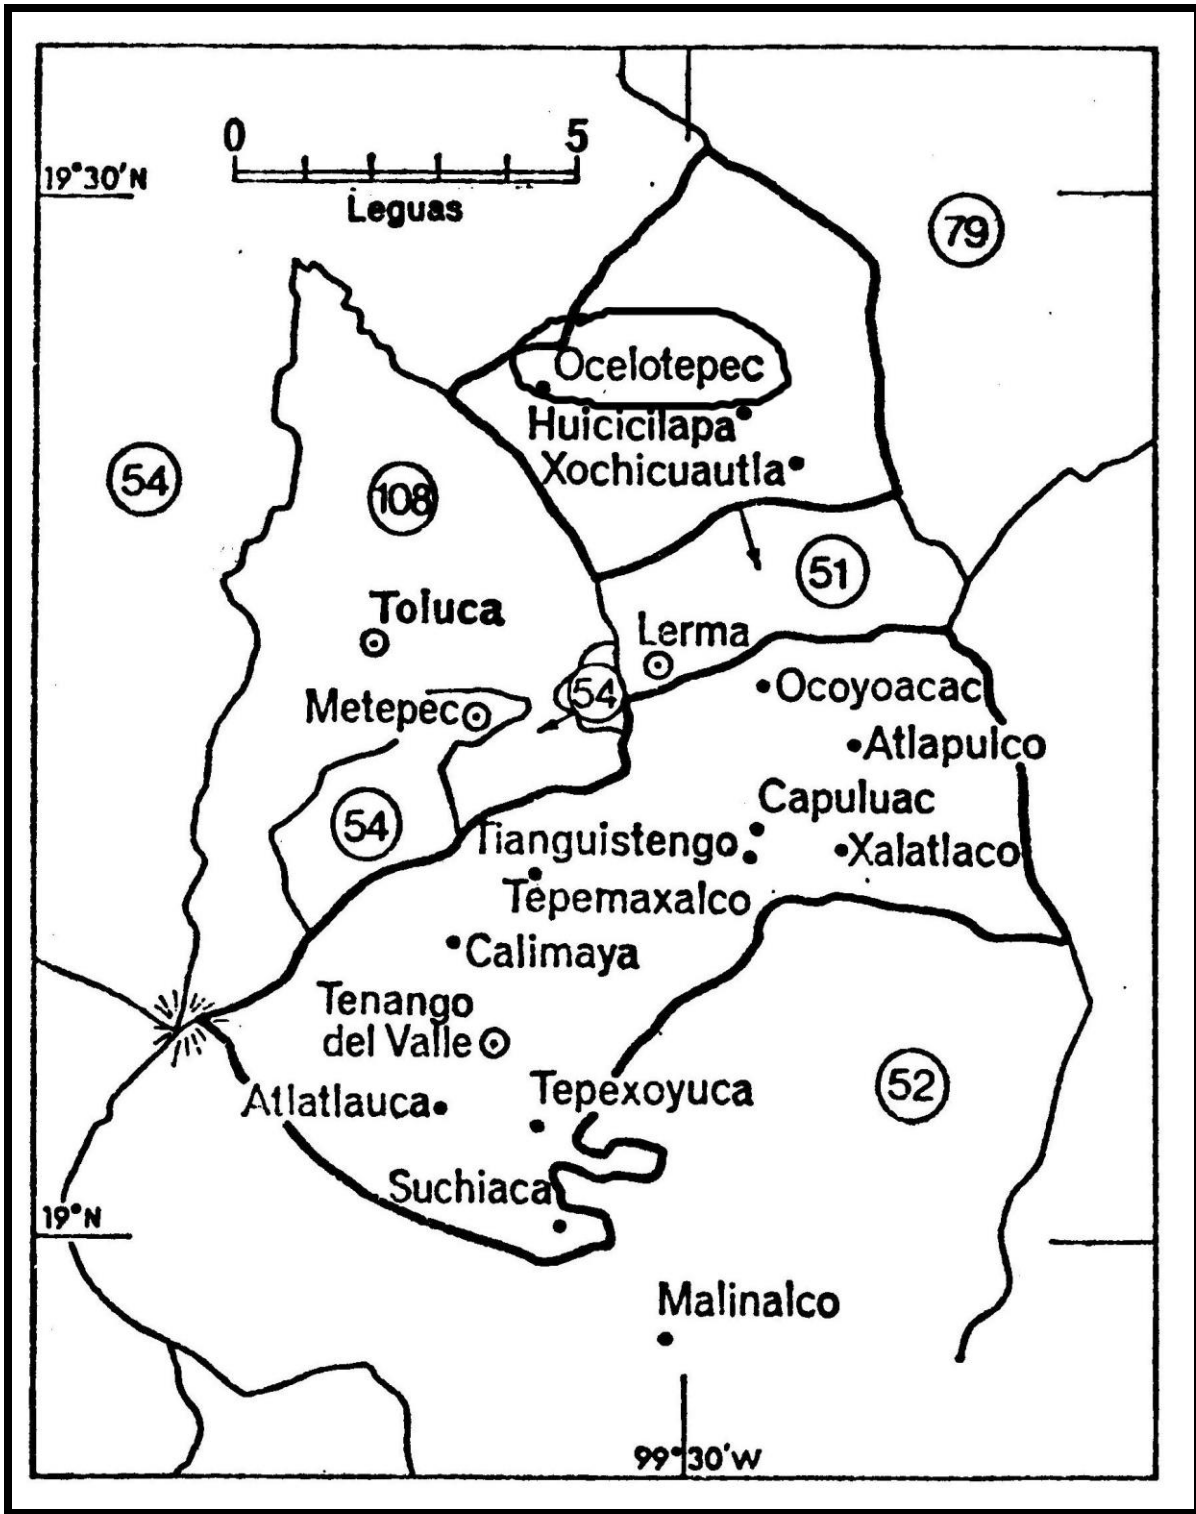 0 5
19°30'N
Leguas
79
Ocelotepec
Huicicilapa
Xochicuautla
54
108
51
Toluca
Lerma
54
Metepec
Ocoyoacac
Atlapulco
Capuluac
54
Tianguistengo
Xalatlaco
Tepemaxalco
Calimaya
Tenango
del Valle
Tepexoyuca
52
Atlatlauca
Suchiaca
19°N
Malinalco
99°30'W